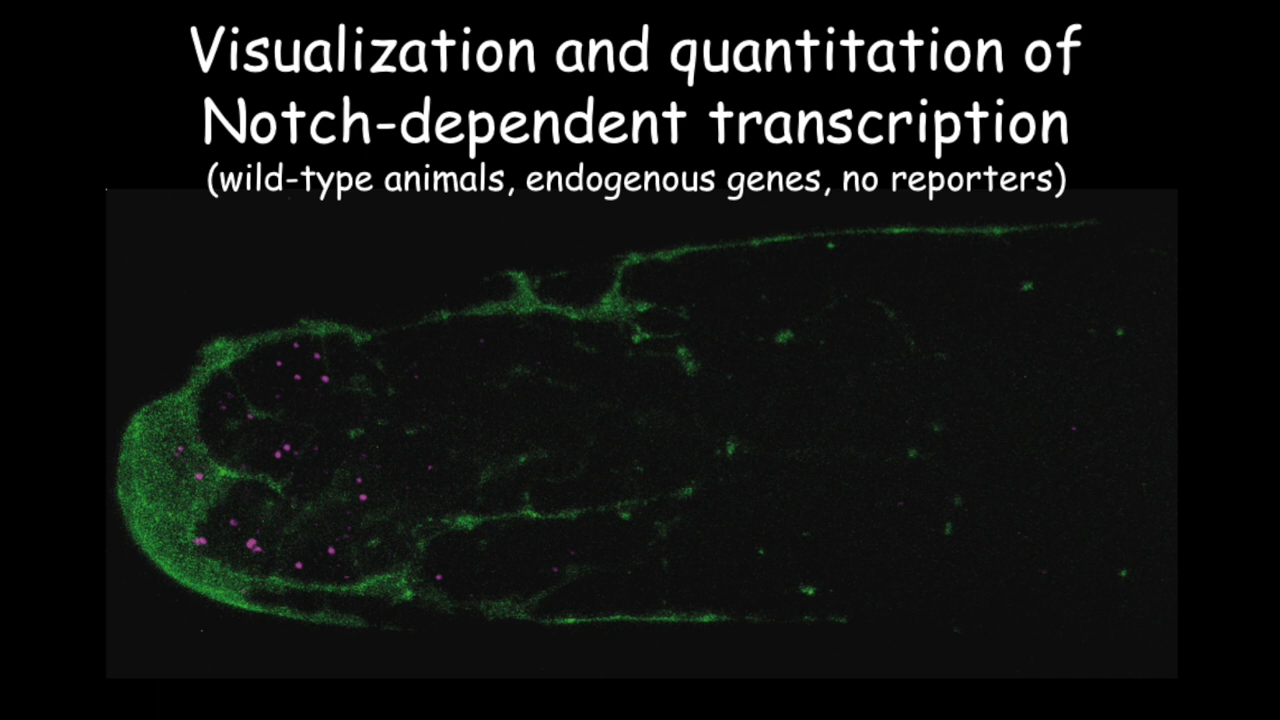 Visualization and quantitation of
Notch-dependent transcription
(wild-type animals, endogenous genes, no reporters)